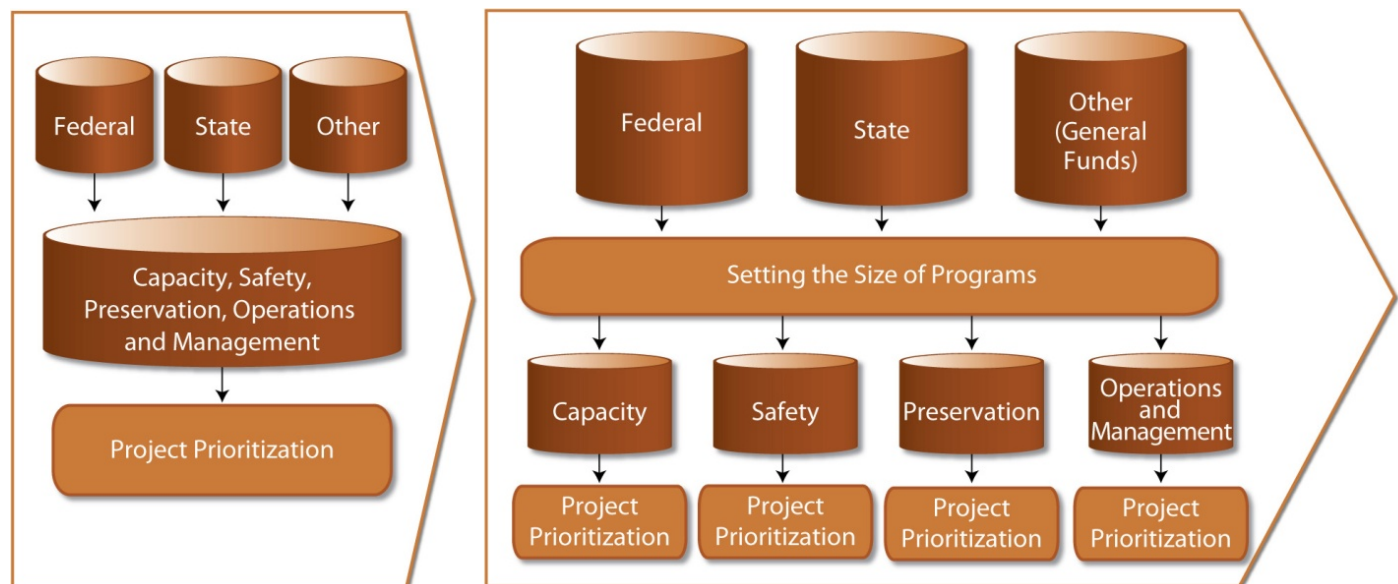 Federal
State
Other
Capacity, Safety,
Preservation, Operations
and Management
Project Prioritization
Federal
State
Other
(General
Funds)
Setting the Size of Programs
Capacity
Safety
Preservation
Operations
and
Management
Project
Prioritization
Project
Prioritization
Project
Prioritization
Project
Prioritization